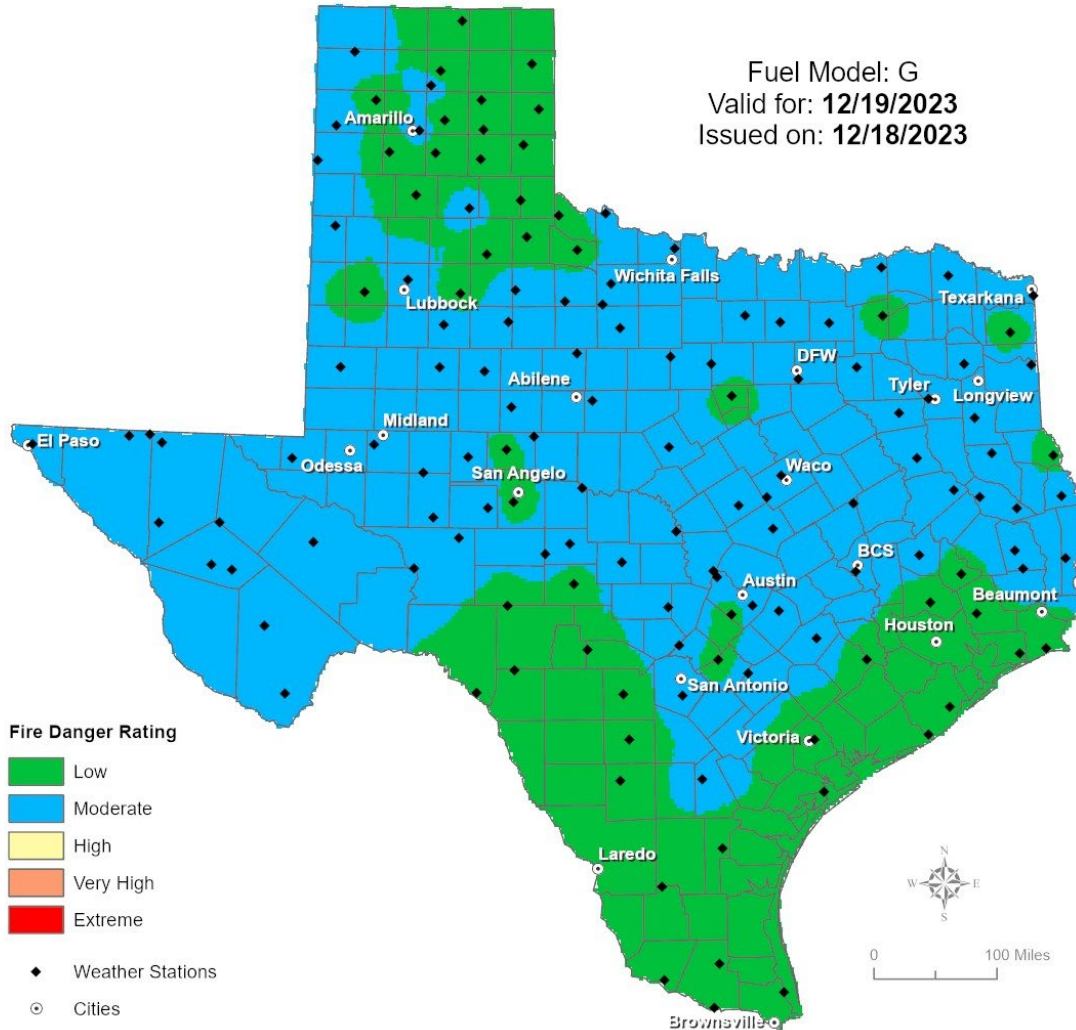 Fuel Model: G
Valid for: 12/19/2023
Issued on: 12/18/2023
Amarillo
Wichita Falls
Lubbock
Texarkana
DFW
Abilene
Tyler
Longview
Midland
El Paso
Odessa
San Angelo
Waco
BCS
Austin
Beaumont
Houston
San Antonio
Victoria
Laredo
Brownsville
Fire Danger Rating
Low
Moderate
High
Very High
Extreme
Weather Stations
Cities
N
W E
S
0 100 Miles